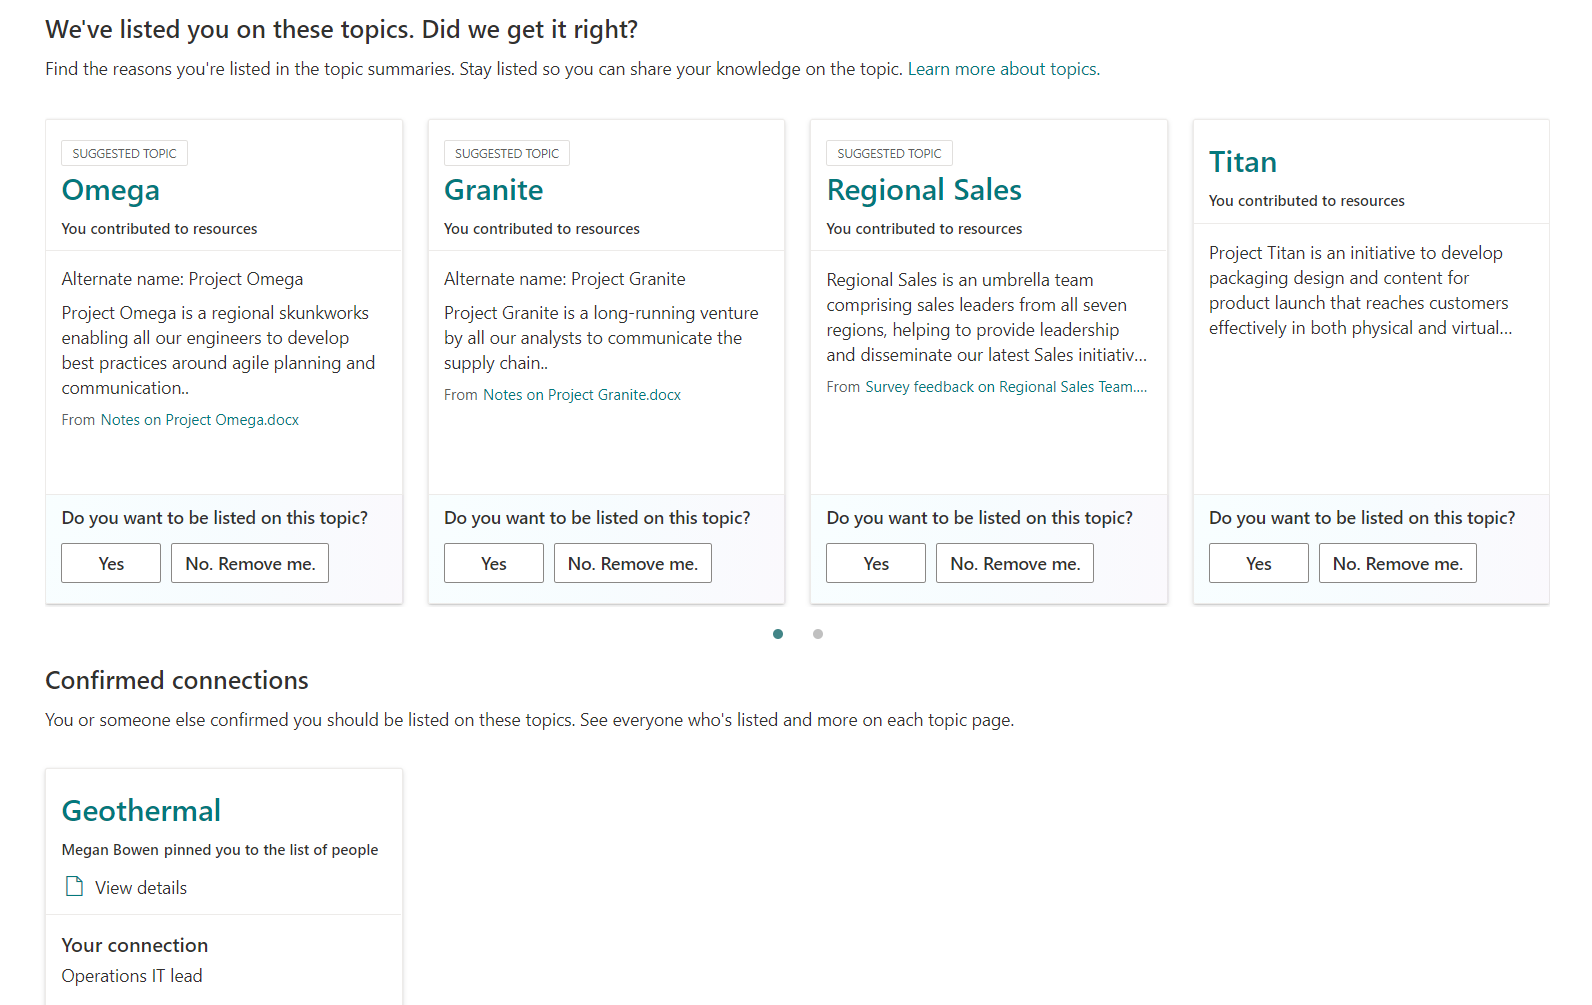 We've listed you on these topics. Did we get it right?
Find the reasons you're listed in the topic summaries. Stay listed so you can share your knowledge on the topic. Learn more about topics.
SUGGESTED TOPIC
Omega
You contributed to resources
Alternate name: Project Omega
Project Omega is a regional skunkworks
enabling all our engineers to develop
best practices around agile planning and
communication..
From Notes on Project Omega.docx
Do you want to be listed on this topic?
Yes
No. Remove me.
SUGGESTED TOPIC
Granite
You contributed to resources
Alternate name: Project Granite
Project Granite is a long-running venture
by all our analysts to communicate the
supply chain..
From Notes on Project Granite.docx
Do you want to be listed on this topic?
Yes
No. Remove me.
SUGGESTED TOPIC
Regional Sales
You contributed to resources
Regional Sales is an umbrella team
comprising sales leaders from all seven
regions, helping to provide leadership
and disseminate our latest Sales initiativ...
From Survey feedback on Regional Sales Team....
Do you want to be listed on this topic?
Yes
No. Remove me.
Titan
You contributed to resources
Project Titan is an initiative to develop
packaging design and content for
product launch that reaches customers
effectively in both physical and virtual...
Do you want to be listed on this topic?
Yes
No. Remove me.
Confirmed connections
You or someone else confirmed you should be listed on these topics. See everyone who's listed and more on each topic page.
Geothermal
Megan Bowen pinned you to the list of people
View details
Your connection
Operations IT lead